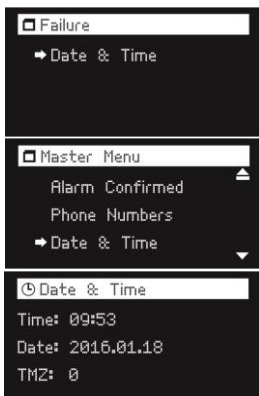 Failure
Date & Time
Master Menu
Alarm Confirmed
Phone Numbers
Date & Time
Date & Time
Time: 09:53
Date: 2016.01.18
TMZ: 0